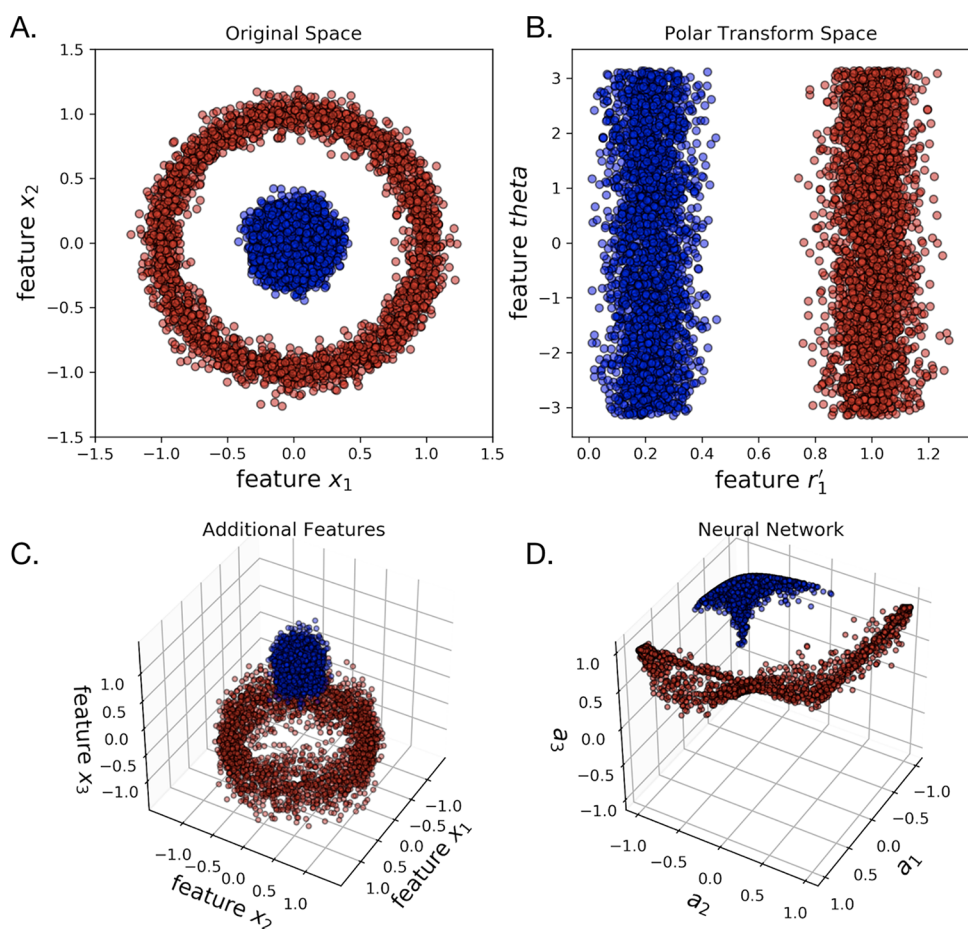 A.
Original Space
1.5
1.0
0.5
0.0
−0.5
−1.0
−1.5
feature x₂
−1.5 −1.0 −0.5 0.0 0.5 1.0 1.5
feature x₁
B.
Polar Transform Space
3
2
1
0
−1
−2
−3
feature theta
0.0 0.2 0.4 0.6 0.8 1.0 1.2
feature r′₁
C.
Additional Features
1.0
0.5
0.0
−0.5
−1.0
feature x₃
−1.0
−0.5
0.0
0.5
1.0
feature x₂
−1.0
−0.5
0.0
0.5
1.0
feature x₁
D.
Neural Network
1.0
0.5
0.0
−0.5
−1.0
a₃
−1.0
−0.5
0.0
0.5
1.0
a₂
−1.0
−0.5
0.0
0.5
1.0
a₁